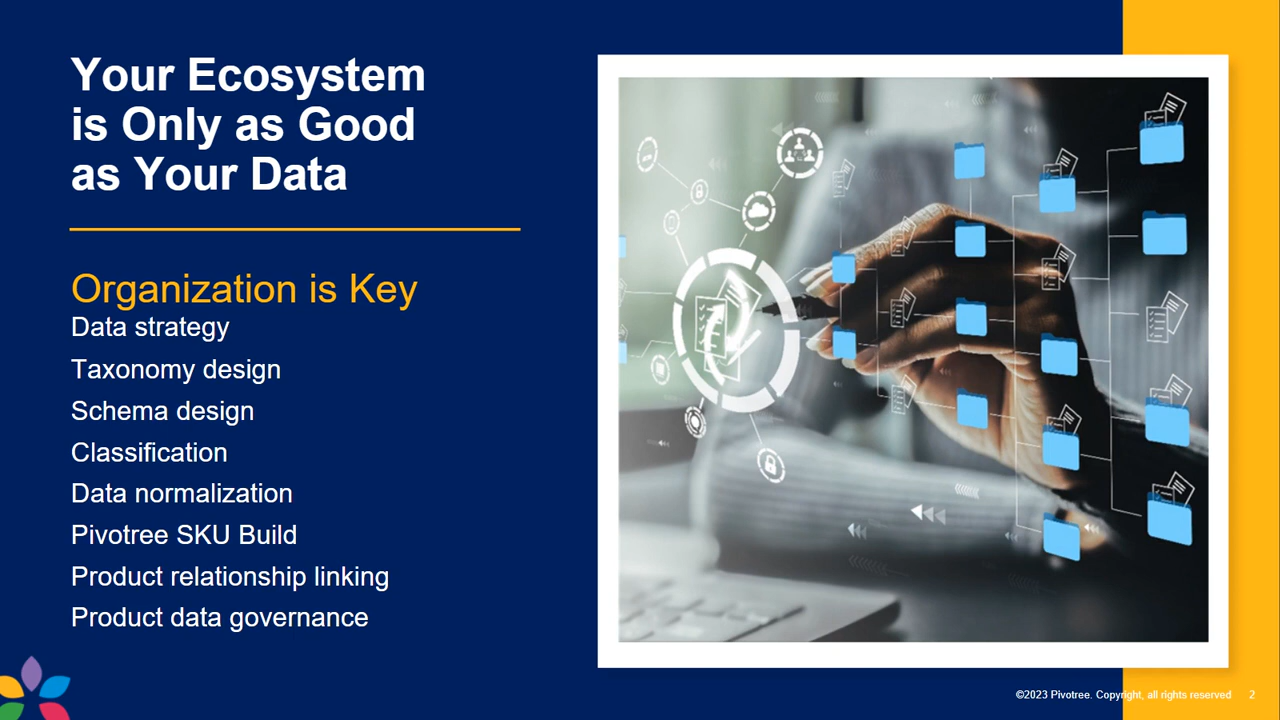 Your Ecosystem
is Only as Good
as Your Data
Organization is Key
Data strategy
Taxonomy design
Schema design
Classification
Data normalization
Pivotree SKU Build
Product relationship linking
Product data governance
©2023 Pivotree. Copyright, all rights reserved 2